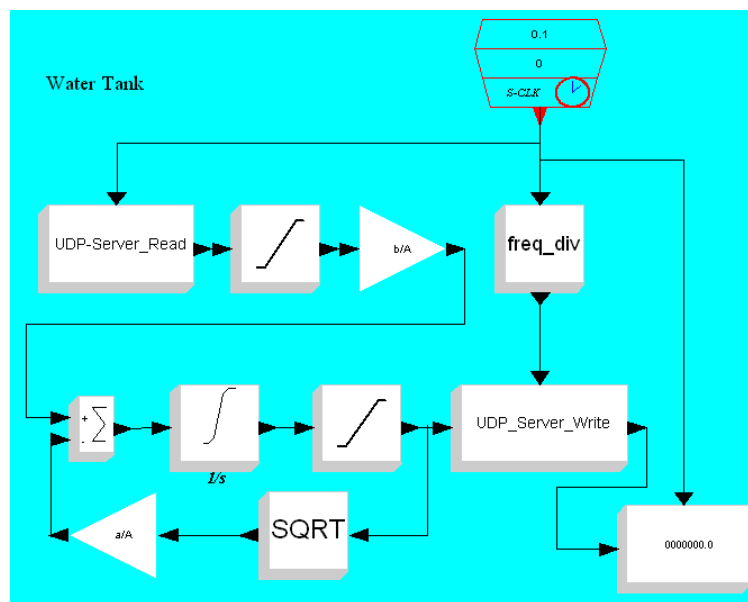 0.1
0
Water Tank
S-CLK
UDP-Server_Read
b/A
freq_div
+
-
Σ
UDP_Server_Write
1/s
a/A
SQRT
0000000.0